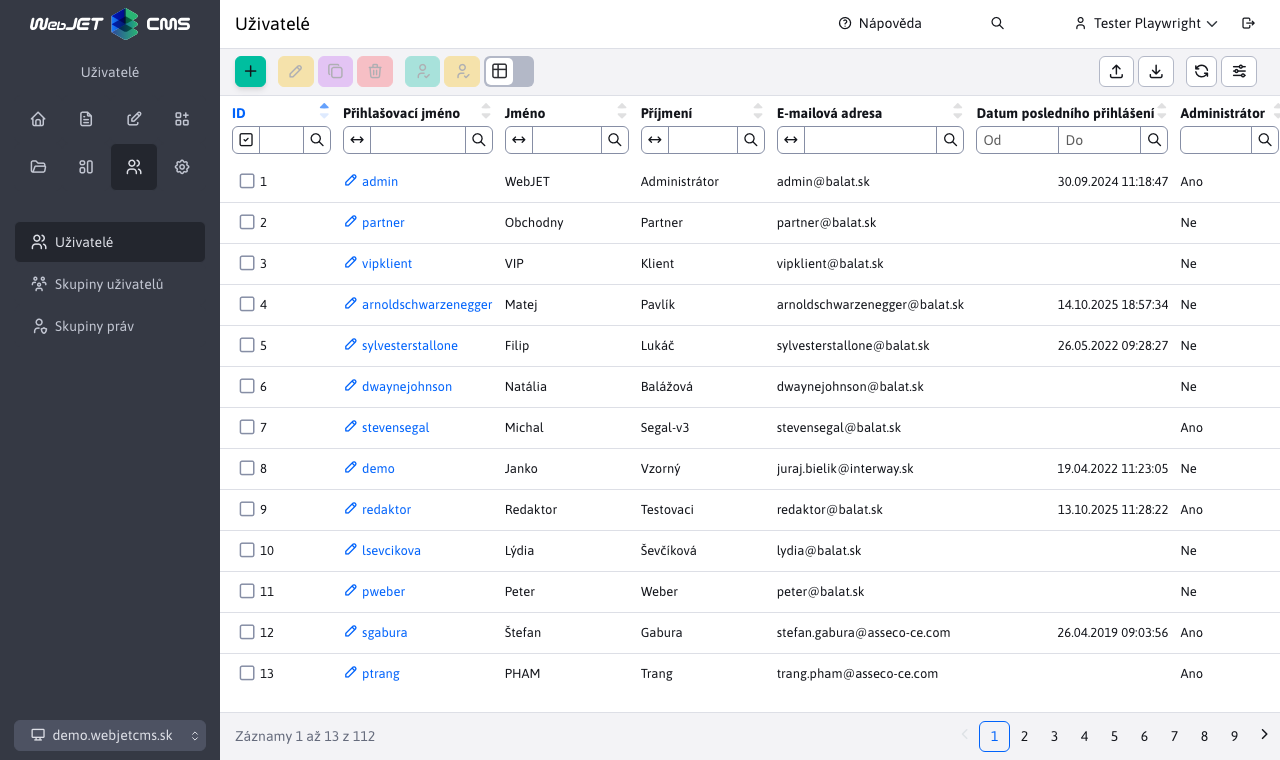 WebJET CMS
Uživatelé
Nápověda
Tester Playwright
Uživatelé
Uživatelé
Skupiny uživatelů
Skupiny práv
demo.webjetcms.sk
ID Přihlašovací jméno Jméno Příjmení E-mailová adresa Datum posledního přihlášení Administrátor
Od Do
1 admin WebJET Administrátor admin@balat.sk 30.09.2024 11:18:47 Ano
2 partner Obchodny Partner partner@balat.sk Ne
3 vipklient VIP Klient vipklient@balat.sk Ne
4 arnoldschwarzenegger Matej Pavlík arnoldschwarzenegger@balat.sk 14.10.2025 18:57:34 Ne
5 sylvesterstallone Filip Lukáč sylvesterstallone@balat.sk 26.05.2022 09:28:27 Ne
6 dwaynejohnson Natália Balážová dwaynejohnson@balat.sk Ne
7 stevensegal Michal Segal-v3 stevensegal@balat.sk Ano
8 demo Janko Vzorný juraj.bielik@interway.sk 19.04.2022 11:23:05 Ne
9 redaktor Redaktor Testovaci redaktor@balat.sk 13.10.2025 11:28:22 Ano
10 lsevcikova Lýdia Ševčíková lydia@balat.sk Ne
11 pweber Peter Weber peter@balat.sk Ne
12 sgabura Štefan Gabura stefan.gabura@asseco-ce.com 26.04.2019 09:03:56 Ano
13 ptrang PHAM Trang trang.pham@asseco-ce.com Ano
Záznamy 1 až 13 z 112
1 2 3 4 5 6 7 8 9